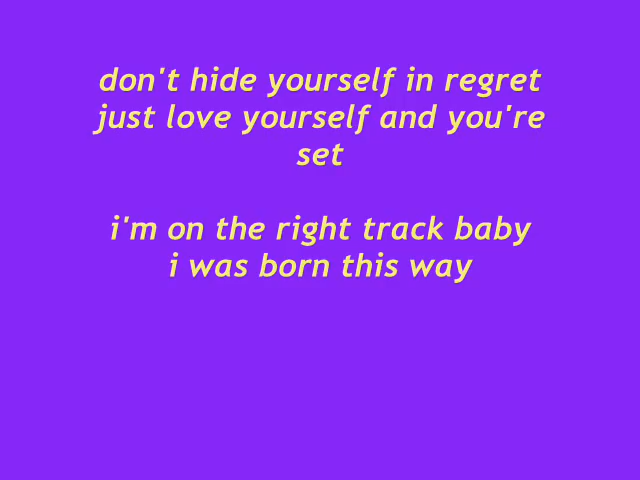 don't hide yourself in regret
just love yourself and you're
set
i'm on the right track baby
i was born this way